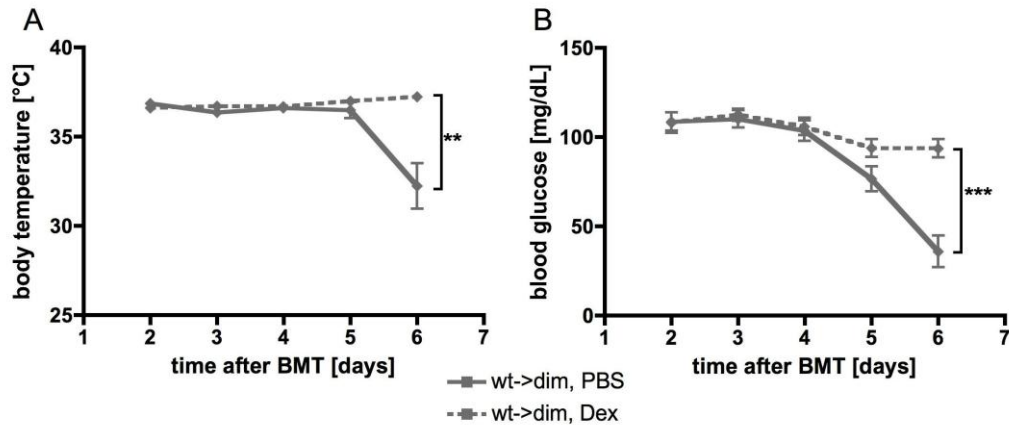 A
body temperature [°C]
40
35
30
25
1 2 3 4 5 6 7
time after BMT [days]
**
B
blood glucose [mg/dL]
150
100
50
0
1 2 3 4 5 6 7
time after BMT [days]
***
wt->dim, PBS
wt->dim, Dex